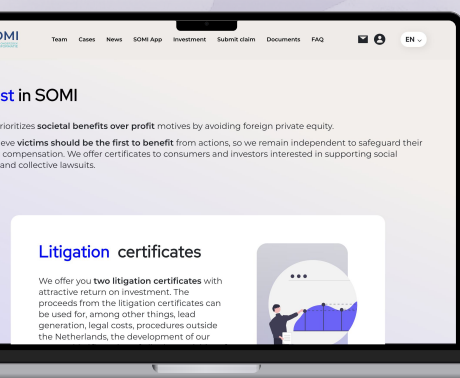 OMI
Team Cases News SOMI App Investment Submit claim Documents FAQ EN
st in SOMI
rioritizes societal benefits over profit motives by avoiding foreign private equity.
eve victims should be the first to benefit from actions, so we remain independent to safeguard their
compensation. We offer certificates to consumers and investors interested in supporting social
and collective lawsuits.
Litigation certificates
We offer you two litigation certificates with
attractive return on investment. The
proceeds from the litigation certificates can
be used for, among other things, lead
generation, legal costs, procedures outside
the Netherlands, the development of our